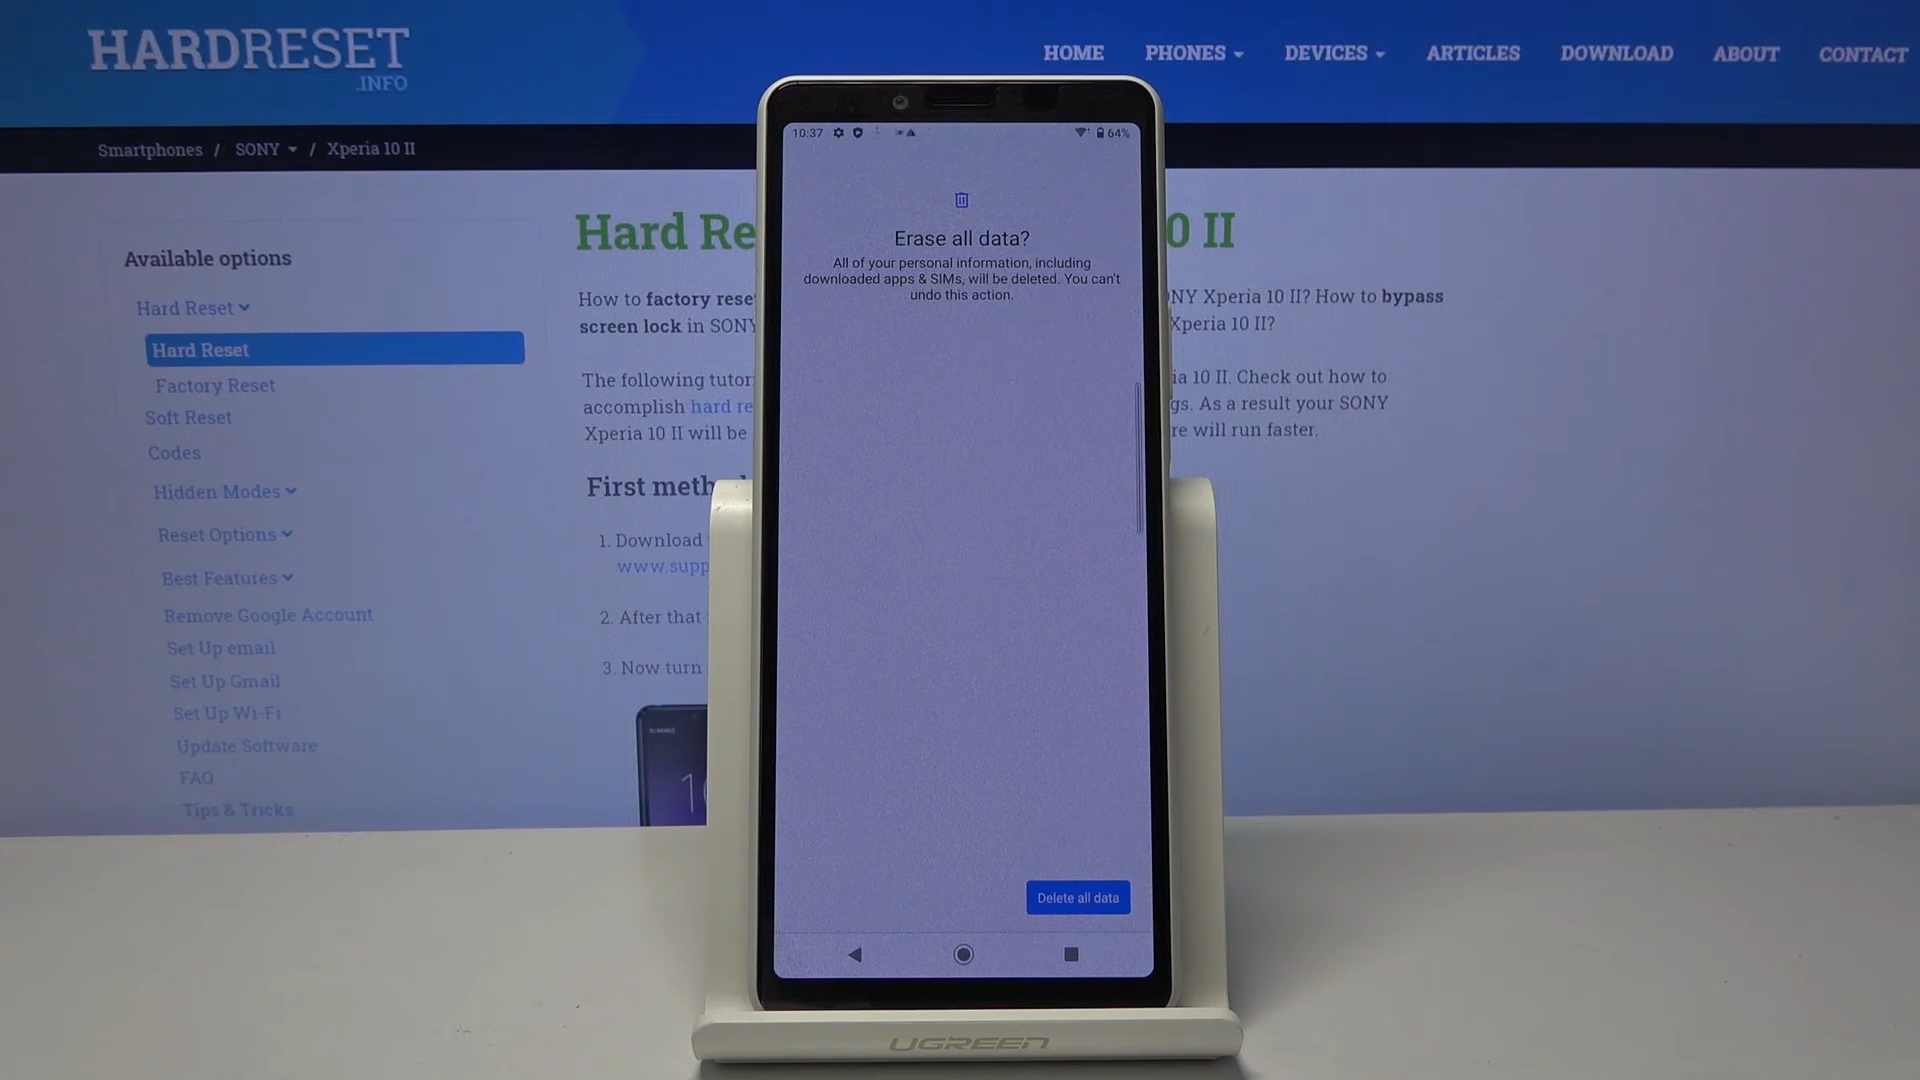 HARDRESET
.INFO
HOME PHONES DEVICES ARTICLES DOWNLOAD ABOUT CONTACT
Smartphones / SONY / Xperia 10 II
Available options
Hard Reset
Hard Reset
Factory Reset
Soft Reset
Codes
Hidden Modes
Reset Options
Best Features
Remove Google Account
Set Up email
Set Up Gmail
Set Up Wi-Fi
Update Software
FAQ
Tips & Tricks
Hard Re 0 II
How to factory rese NY Xperia 10 II? How to bypass
screen lock in SONY Xperia 10 II?
The following tutor ia 10 II. Check out how to
accomplish hard re gs. As a result your SONY
Xperia 10 II will be re will run faster.
First meth
1. Download
www.supp
2. After that
3. Now turn
10:37 64%
Erase all data?
All of your personal information, including
downloaded apps & SIMs, will be deleted. You can't
undo this action.
Delete all data
UGREEN